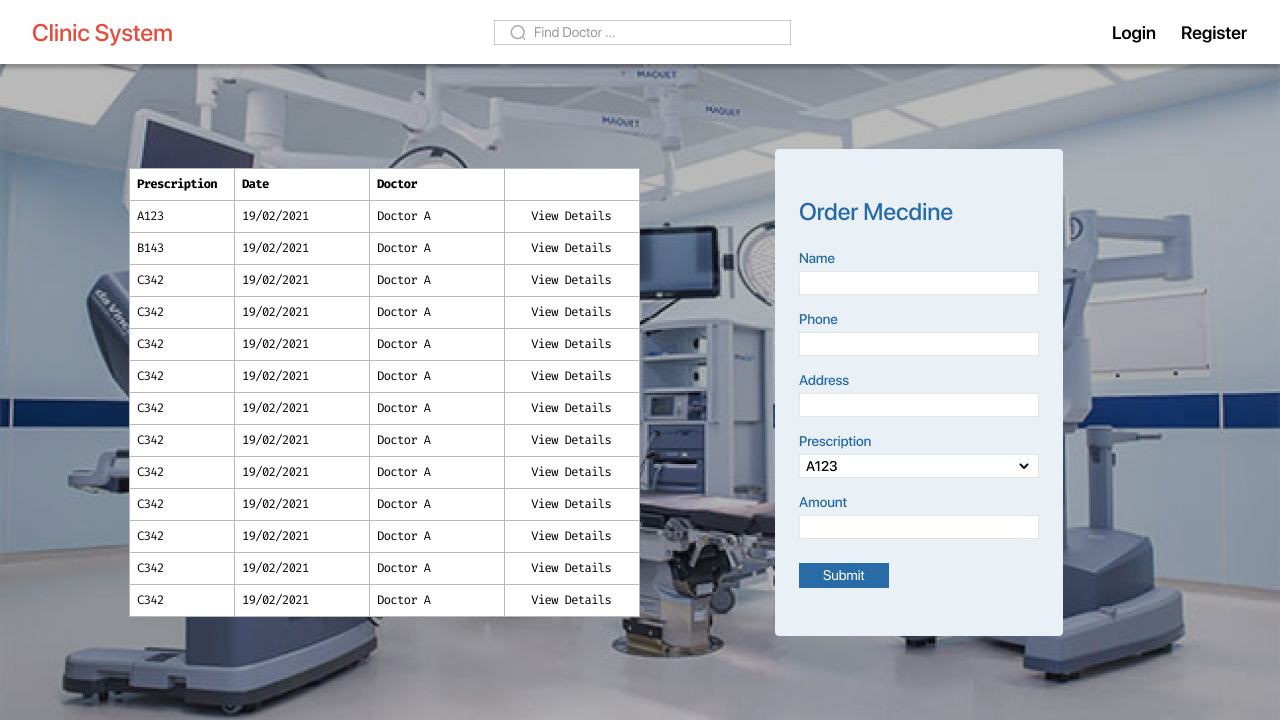 Clinic System
Find Doctor ...
Login Register
MAQUET
MAQUET
MAQUET
da Vinci
Prescription Date Doctor
A123 19/02/2021 Doctor A View Details
B143 19/02/2021 Doctor A View Details
C342 19/02/2021 Doctor A View Details
C342 19/02/2021 Doctor A View Details
C342 19/02/2021 Doctor A View Details
C342 19/02/2021 Doctor A View Details
C342 19/02/2021 Doctor A View Details
C342 19/02/2021 Doctor A View Details
C342 19/02/2021 Doctor A View Details
C342 19/02/2021 Doctor A View Details
C342 19/02/2021 Doctor A View Details
C342 19/02/2021 Doctor A View Details
C342 19/02/2021 Doctor A View Details
Order Mecdine
Name
Phone
Address
Prescription
A123
Amount
Submit